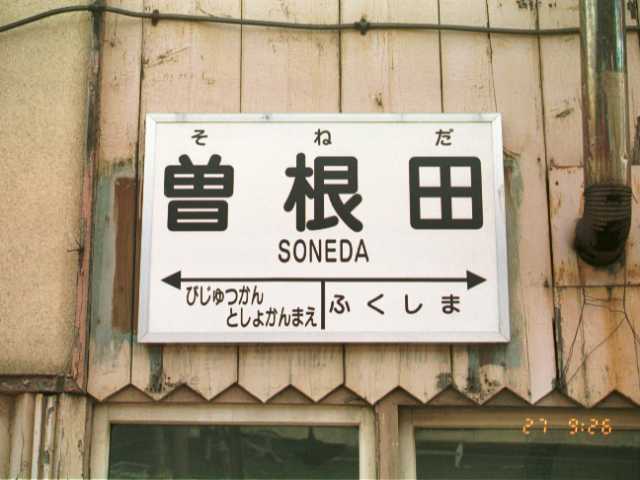 そ ね だ
曽 根 田
SONEDA
びじゅつかん
としょかんまえ
ふくしま
27 9:26